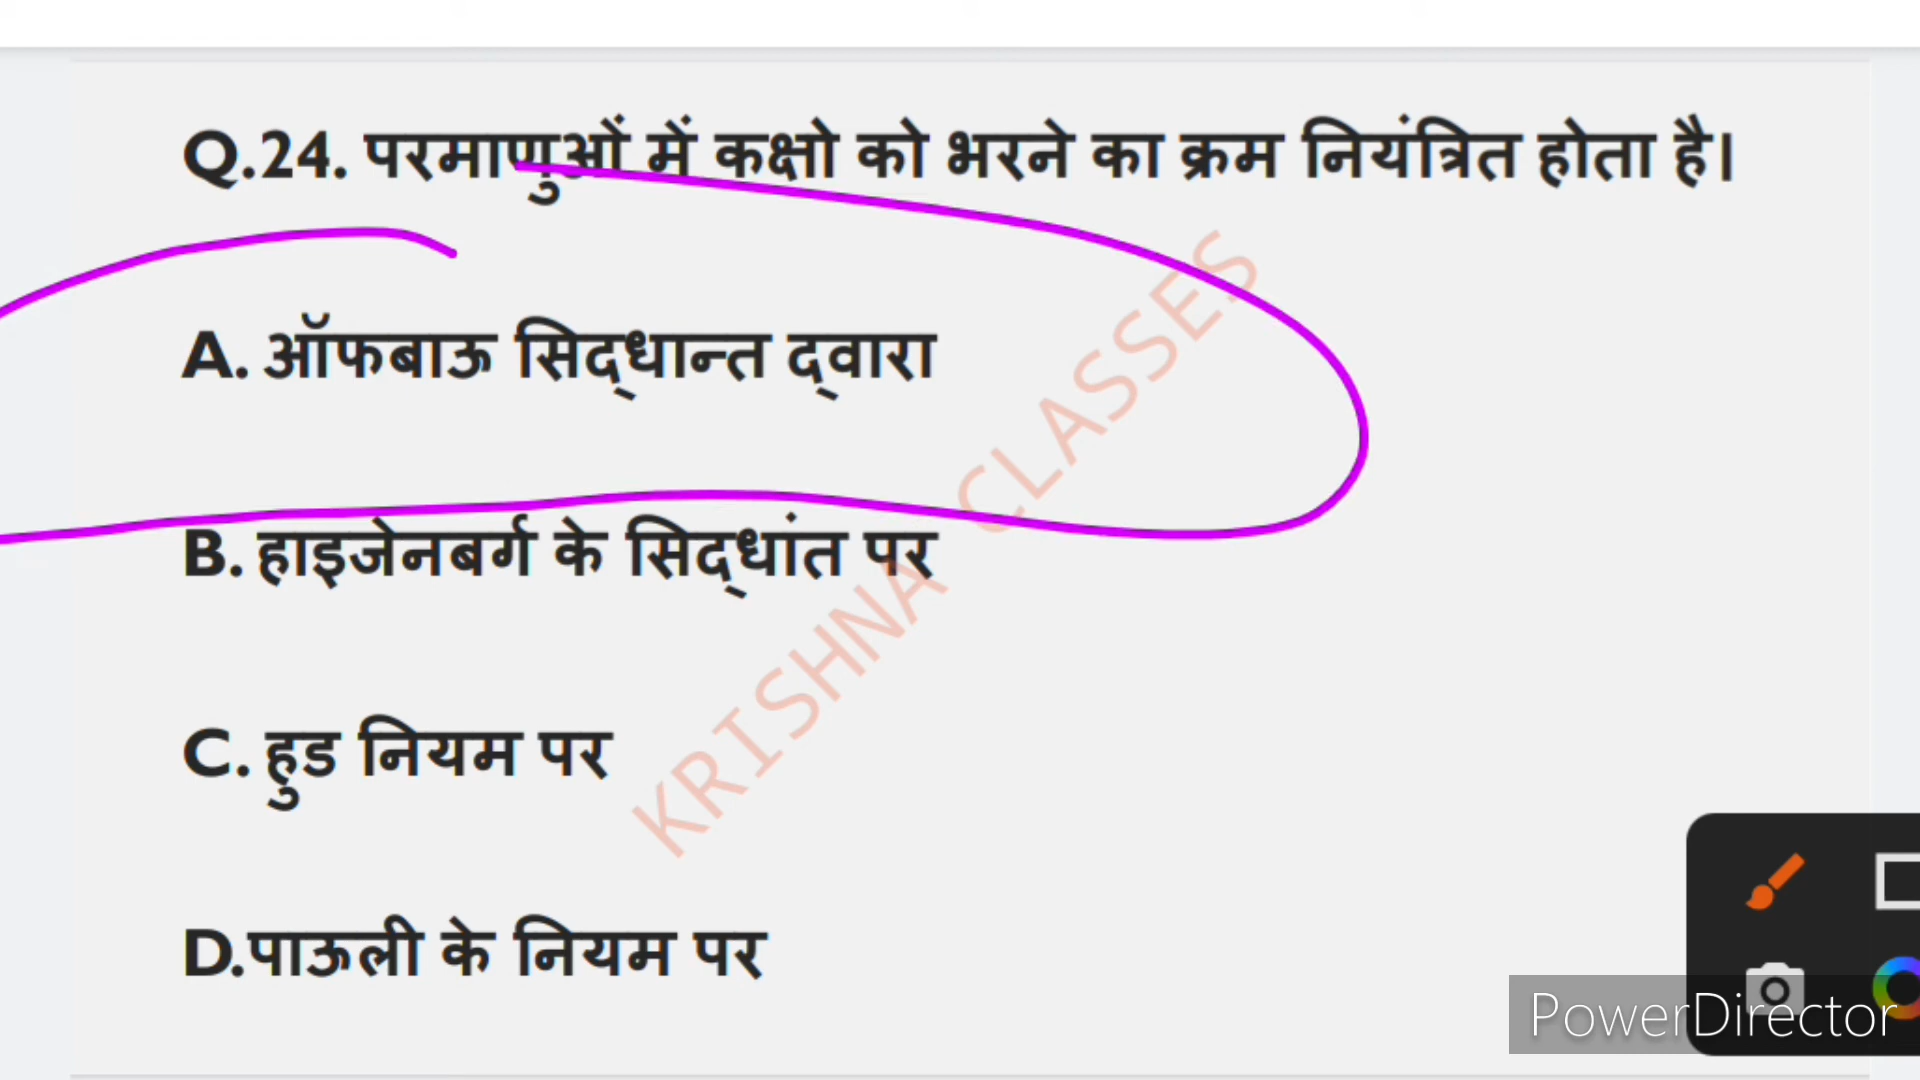 Q.24. परमाणुओं में कक्षो को भरने का क्रम नियंत्रित होता है।
A. ऑफबाऊ सिद्धान्त द्वारा
B. हाइजेनबर्ग के सिद्धांत पर
C. हुड नियम पर
D.पाऊली के नियम पर
KRISHNA CLASSES
PowerDirector